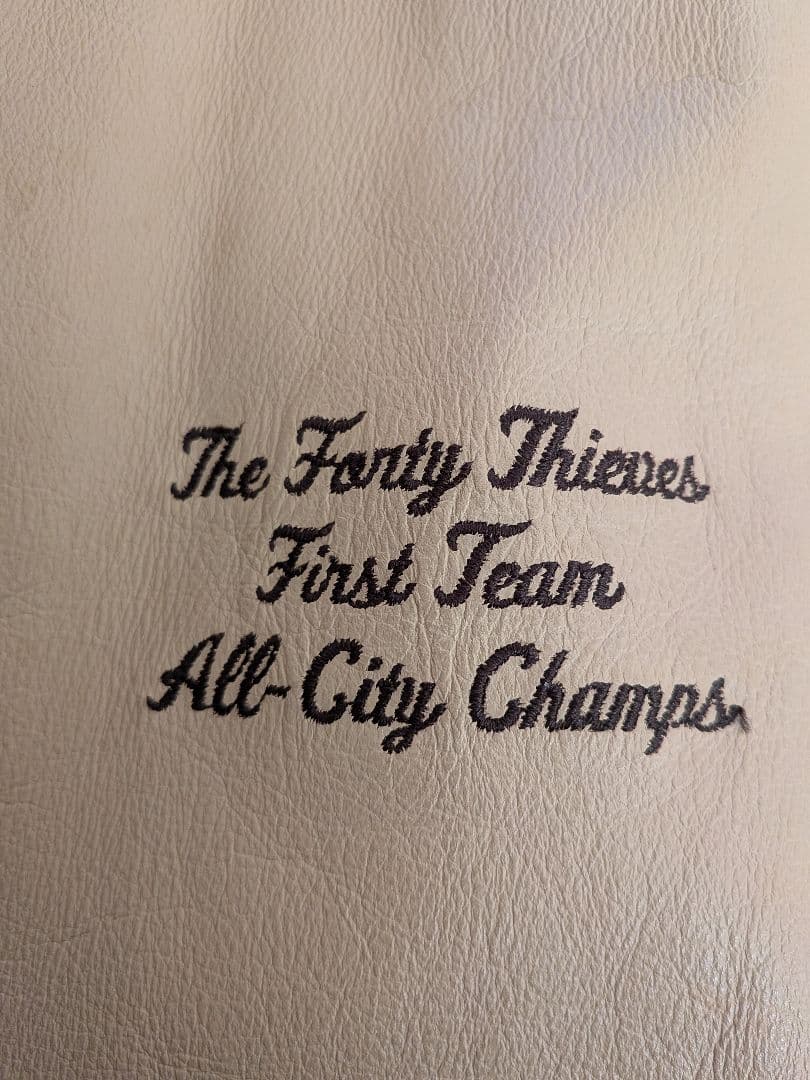 The Forty Thieves
First Team
All-City Champs